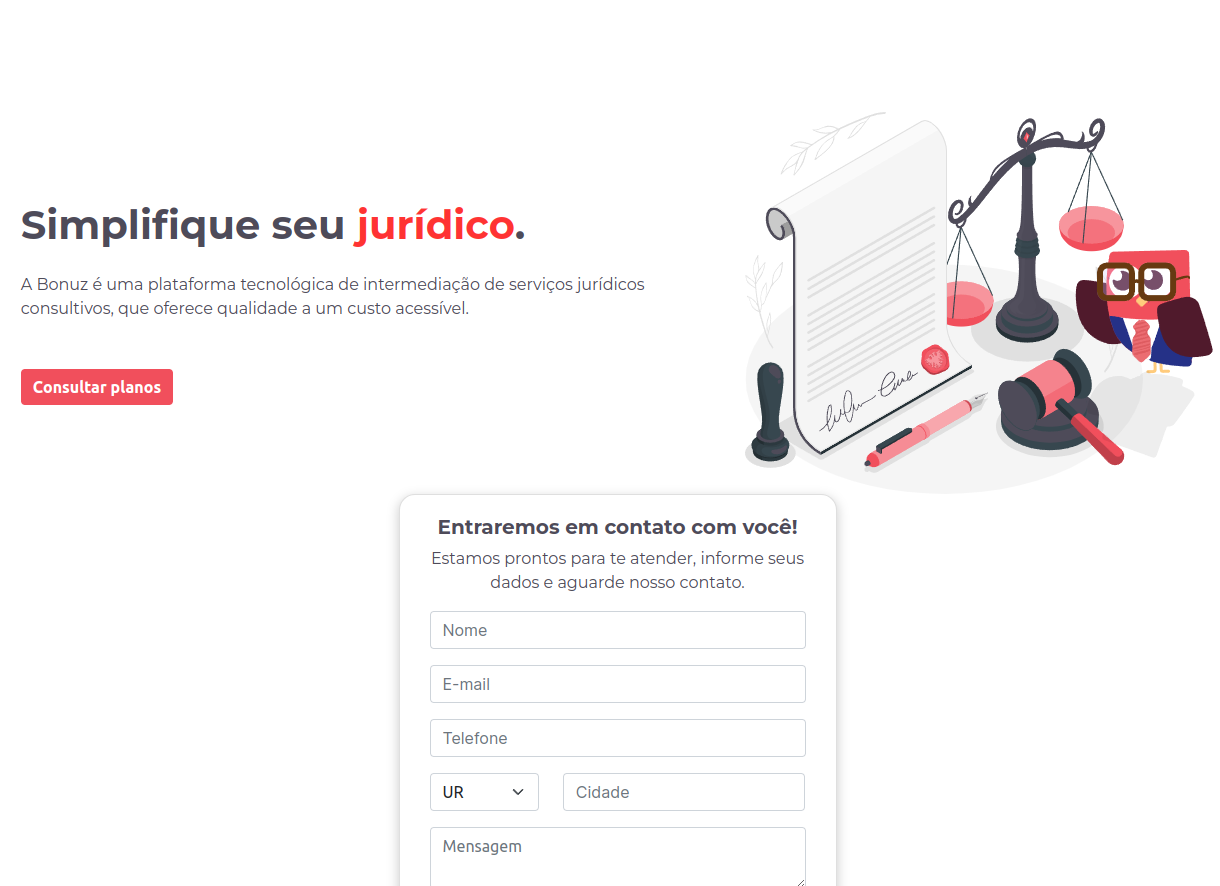 Simplifique seu jurídico.
A Bonuz é uma plataforma tecnológica de intermediação de serviços jurídicos
consultivos, que oferece qualidade a um custo acessível.
Consultar planos
Entraremos em contato com você!
Estamos prontos para te atender, informe seus
dados e aguarde nosso contato.
Nome
E-mail
Telefone
UR
Cidade
Mensagem